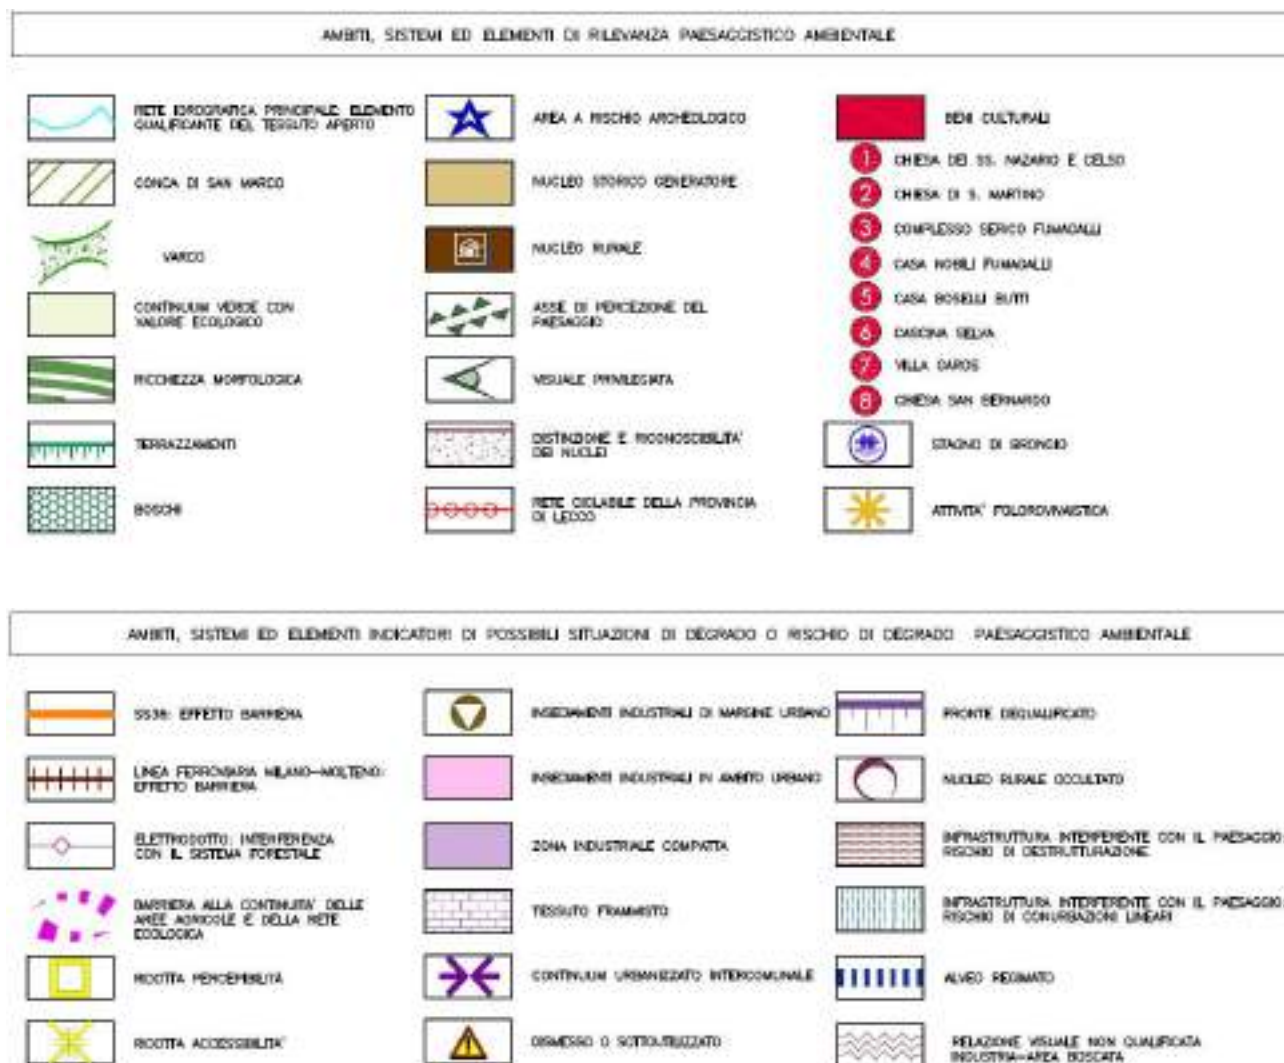 AMBITI, SISTEMI ED ELEMENTI DI RILEVANZA PAESAGGISTICO AMBIENTALE
RETE IDROGRAFICA PRINCIPALE: ELEMENTO
QUALIFICANTE DEL TESSUTO APERTO
CONCA DI SAN MARCO
VARCO
CONTINUUM VERDE CON
VALORE ECOLOGICO
RICCHEZZA MORFOLOGICA
TERRAZZAMENTI
BOSCHI
AREA A RISCHIO ARCHEOLOGICO
NUCLEO STORICO GENERATORE
NUCLEO RURALE
ASSE DI PERCEZIONE DEL
PAESAGGIO
VISUALE PRIVILEGIATA
DISTINZIONE E RICONOSCIBILITA'
DEI NUCLEI
RETE CICLABILE DELLA PROVINCIA
DI LECCO
BENI CULTURALI
1 CHIESA DEI SS. NAZARIO E CELSO
2 CHIESA DI S. MARTINO
3 COMPLESSO SERICO FUMAGALLI
4 CASA NOBILI FUMAGALLI
5 CASA BOSELLI BUTTI
6 CASCINA SELVA
7 VILLA
8 CHIESA SAN BERNARDO
STAGNO DI BRONGIO
ATTIVITA' FOLOROVIVAISTICA
AMBITI, SISTEMI ED ELEMENTI INDICATORI DI POSSIBILI SITUAZIONI DI DEGRADO O RISCHIO DI DEGRADO PAESAGGISTICO AMBIENTALE
SS36: EFFETTO BARRIERA
LINEA FERROVIARIA MILANO-MOLTENO:
EFFETTO BARRIERA
ELETTRODOTTO: INTERFERENZA
CON IL SISTEMA FORESTALE
BARRIERA ALLA CONTINUITA' DELLE
AREE AGRICOLE E DELLA RETE
ECOLOGICA
RIDOTTA PERCEPIBILITÀ
RIDOTTA ACCESSIBILITA'
INSEDIAMENTI INDUSTRIALI DI MARGINE URBANO
INSEDIAMENTI INDUSTRIALI IN AMBITO URBANO
ZONA INDUSTRIALE COMPATTA
TESSUTO FRAMMISTO
CONTINUUM URBANIZZATO INTERCOMUNALE
DISMESSO O SOTTOUTILIZZATO
FRONTE DEQUALIFICATO
NUCLEO RURALE OCCULTATO
INFRASTRUTTURA INTERFERENTE CON IL PAESAGGIO:
RISCHIO DI DESTRUTTURAZIONE
INFRASTRUTTURA INTERFERENTE CON IL PAESAGGIO:
RISCHIO DI CONURBAZIONI LINEARI
ALVEO REGIMATO
RELAZIONE VISUALE NON QUALIFICATA
INDUSTRIA-AREA BOSCATA